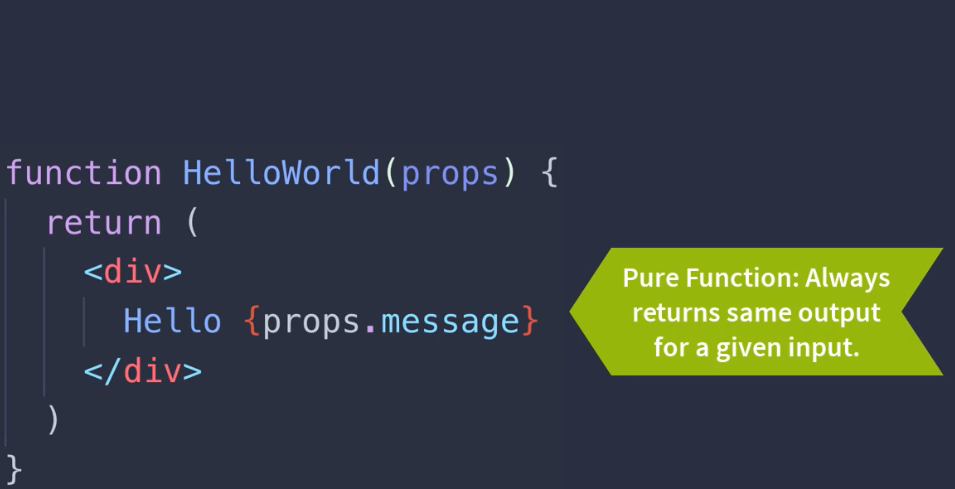 function HelloWorld(props) {
return (
<div>
Hello {props.message}
</div>
)
}
Pure Function: Always
returns same output
for a given input.